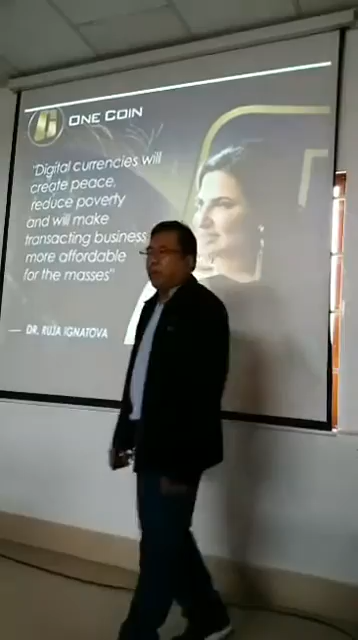 ONE COIN
"Digital currencies will
create peace,
reduce poverty
and will make
transacting business
more affordable
for the masses"
— DR. RUJA IGNATOVA